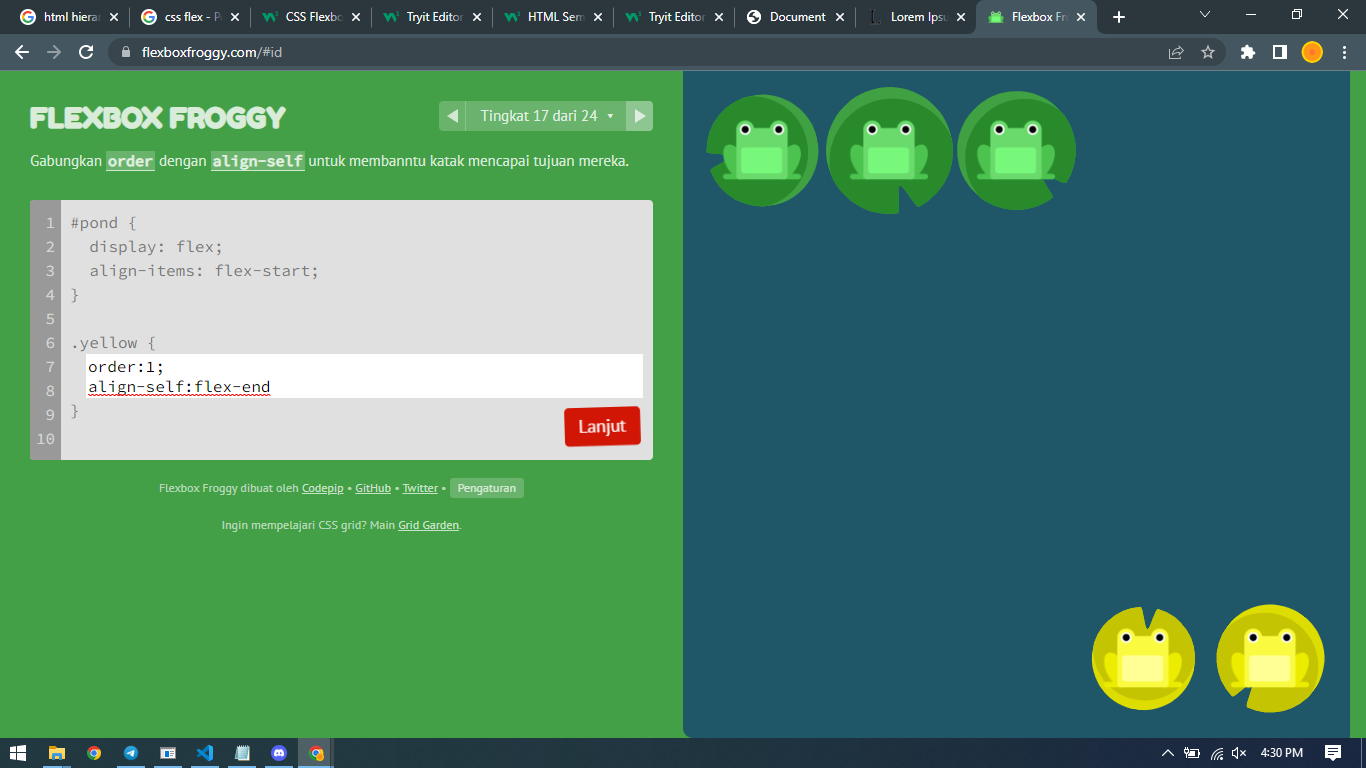 html hiera
css flex - P
CSS Flexbo
Tryit Editor
HTML Sem
Tryit Editor
Document
Lorem Ipsu
Flexbox Fr
flexboxfroggy.com/#id
FLEXBOX FROGGY
Tingkat 17 dari 24
Gabungkan order dengan align-self untuk membanntu katak mencapai tujuan mereka.
1 #pond {
2 display: flex;
3 align-items: flex-start;
4 }
5
6 .yellow {
7 order:1;
8 align-self:flex-end
9 }
10
Lanjut
Flexbox Froggy dibuat oleh Codepip • GitHub • Twitter • Pengaturan
Ingin mempelajari CSS grid? Main Grid Garden.
4:30 PM